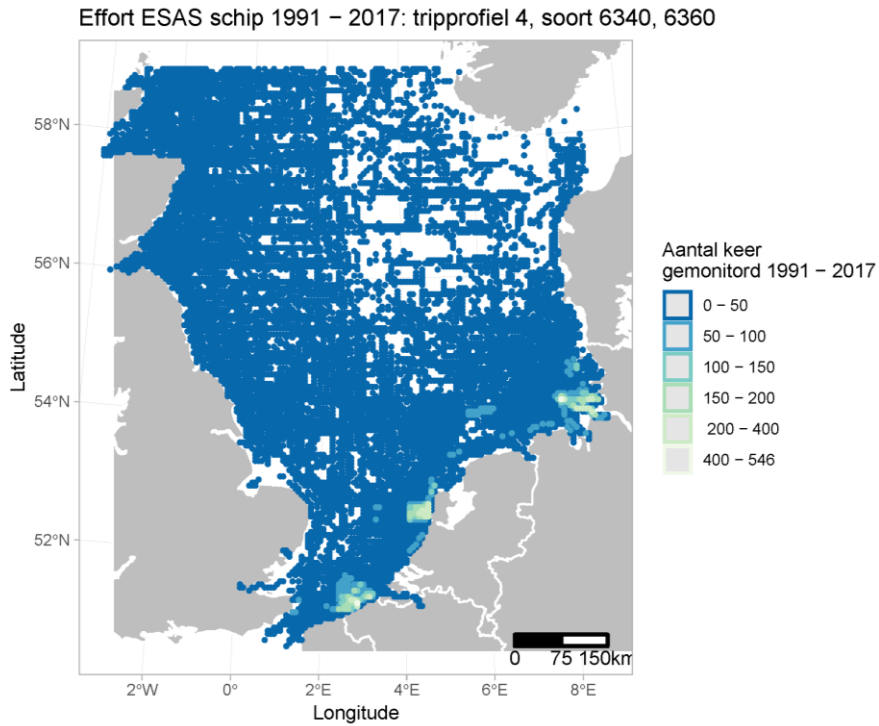 Effort ESAS schip 1991 − 2017: tripprofiel 4, soort 6340, 6360
58°N
56°N
54°N
52°N
Latitude
2°W
0°
2°E
4°E
6°E
8°E
Longitude
0 75 150km
Aantal keer
gemonitord 1991 − 2017
0 − 50
50 − 100
100 − 150
150 − 200
200 − 400
400 − 546